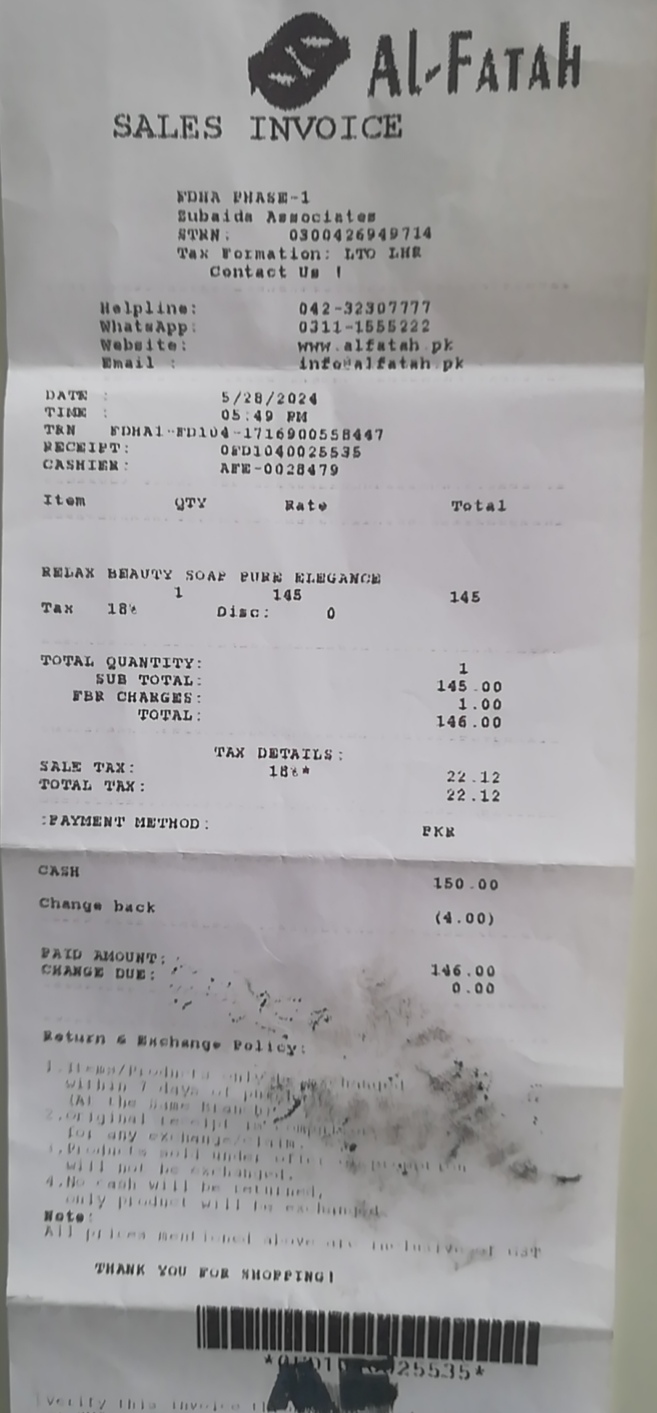 Al-Fatah
SALES INVOICE
FDHA PHASE-1
Zubaida Associates
STRN: 0300426949714
Tax Formation: LTO LHR
Contact Us !
Helpline: 042-32307777
WhatsApp: 0311-1555222
Website: www.alfatah.pk
Email : info@alfatah.pk
DATE : 5/28/2024
TIME : 05:49 PM
TRN FDHA1-FD104-1716900558447
RECEIPT: 0FD1040025535
CASHIER: AFE-0028479
Item QTY Rate Total
RELAX BEAUTY SOAP PURE ELEGANCE
1 145 145
Tax 18% Disc: 0
TOTAL QUANTITY: 1
SUB TOTAL: 145.00
FBR CHARGES: 1.00
TOTAL: 146.00
TAX DETAILS:
SALE TAX: 18%* 22.12
TOTAL TAX: 22.12
:PAYMENT METHOD: PKR
CASH 150.00
Change back (4.00)
PAID AMOUNT: 146.00
CHANGE DUE: 0.00
Return & Exchange Policy:
1.Items/Products only be exchanged
within 7 days of
(At the same Branch)
2.Original receipt is
for any exchange/claim.
3.Products sold under offer
will not be exchanged.
4.No cash will be returned,
only product will be exchanged
Note:
All prices mentioned above are inclusive of GST
THANK YOU FOR SHOPPING!
25535*
verify this invoice